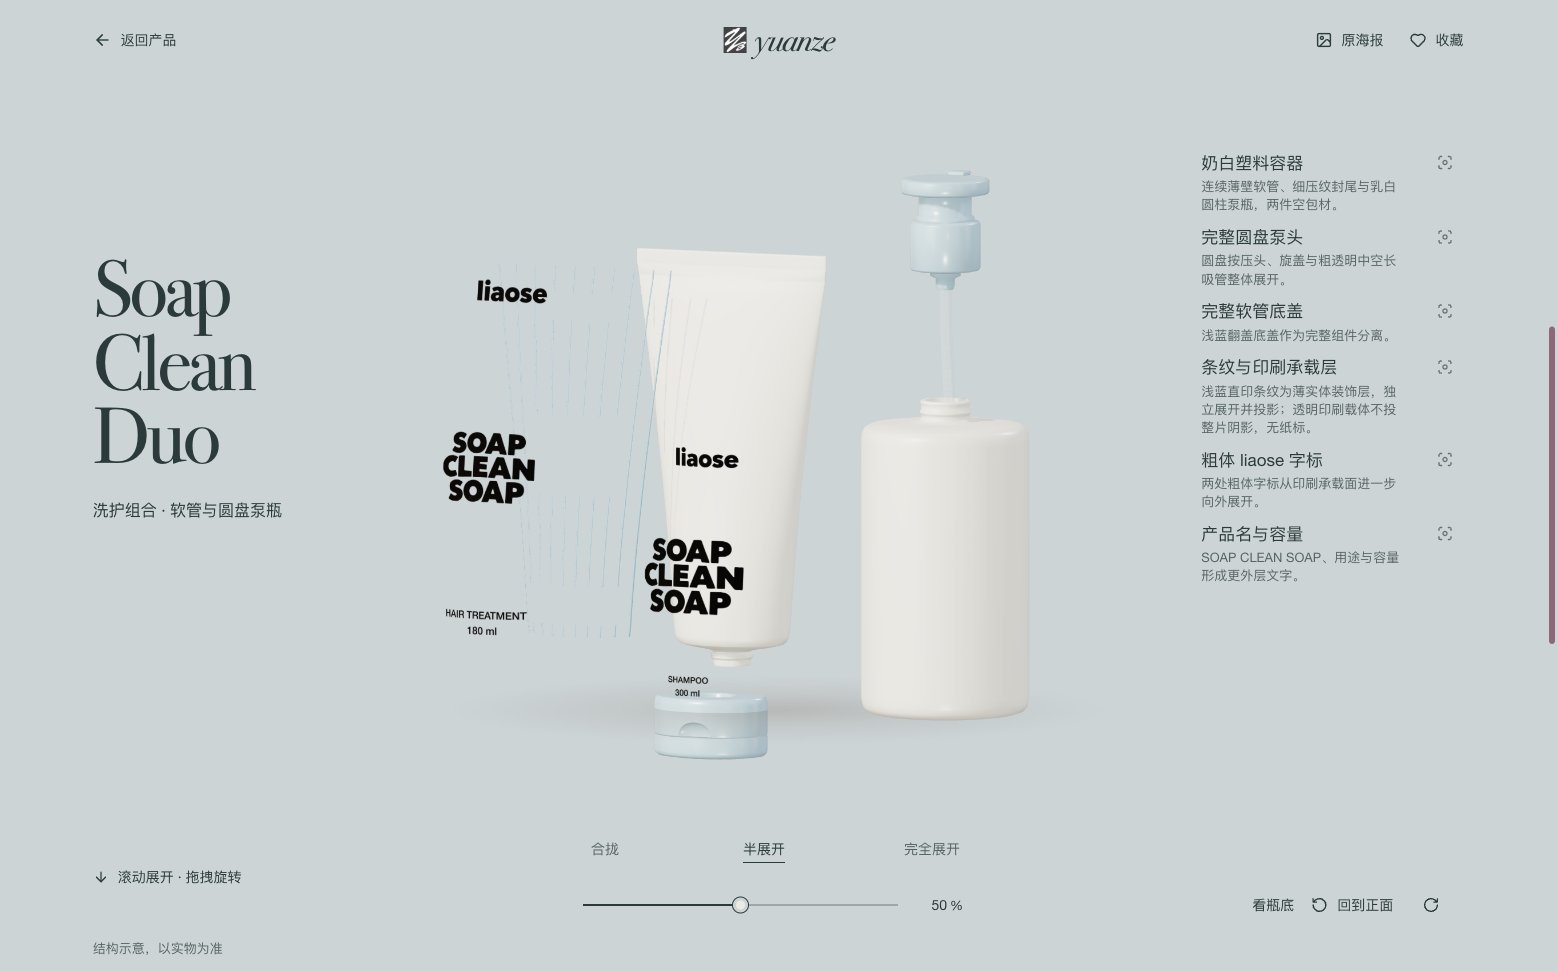 返回产品
yuanze
原海报
收藏
Soap
Clean
Duo
洗护组合 · 软管与圆盘泵瓶
liaose
SOAP
CLEAN
SOAP
HAIR TREATMENT
180 ml
liaose
SOAP
CLEAN
SOAP
SHAMPOO
300 ml
奶白塑料容器
连续薄壁软管、细压纹封尾与乳白
圆柱泵瓶，两件空包材。
完整圆盘泵头
圆盘按压头、旋盖与粗透明中空长
吸管整体展开。
完整软管底盖
浅蓝翻盖底盖作为完整组件分离。
条纹与印刷承载层
浅蓝直印条纹为薄实体装饰层，独
立展开并投影；透明印刷载体不投
整片阴影，无纸标。
粗体 liaose 字标
两处粗体字标从印刷承载面进一步
向外展开。
产品名与容量
SOAP CLEAN SOAP、用途与容量
形成更外层文字。
合拢
半展开
完全展开
滚动展开 · 拖拽旋转
50 %
看瓶底
回到正面
结构示意，以实物为准